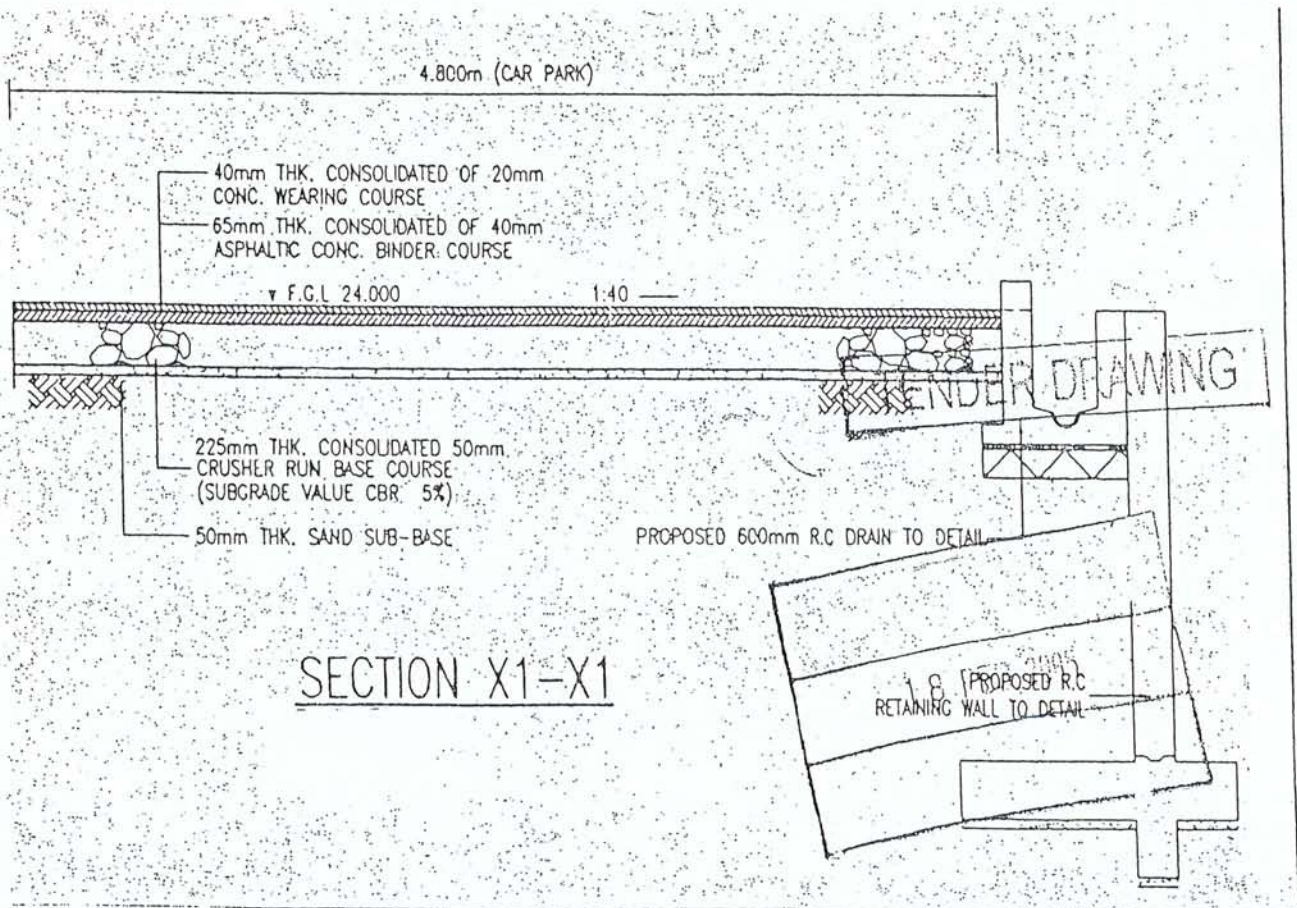 4.800m (CAR PARK)
40mm THK. CONSOLIDATED OF 20mm
CONC. WEARING COURSE
65mm THK. CONSOLIDATED OF 40mm
ASPHALTIC CONC. BINDER COURSE
F.G.L 24.000
1:40
TENDER DRAWING
225mm THK. CONSOLIDATED 50mm
CRUSHER RUN BASE COURSE
(SUBGRADE VALUE CBR 5%)
50mm THK. SAND SUB-BASE
PROPOSED 600mm R.C DRAIN TO DETAIL
SECTION X1-X1
18
PROPOSED R.C
RETAINING WALL TO DETAIL